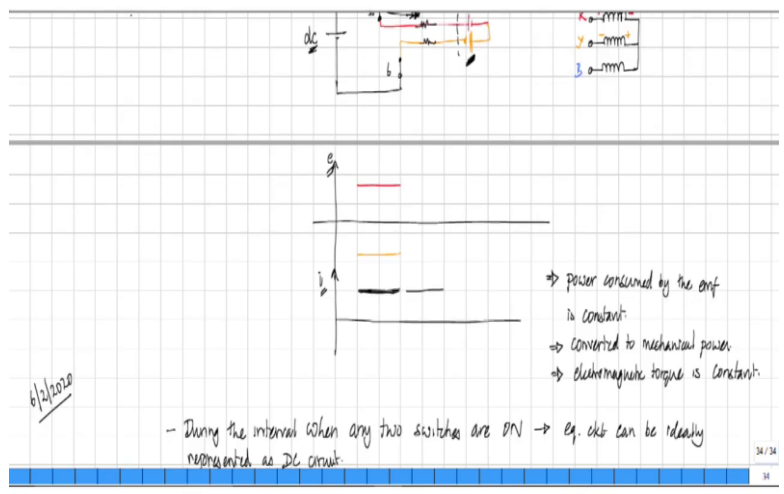 R
dc
Y
B
6
e
i
⇒ power consumed by the emf
is constant.
⇒ converted to mechanical power.
⇒ electromagnetic torque is constant.
6/2/2020
- During the interval when any two switches are ON → eq. ckt can be ideally
represented as DC circuit.
34 / 34
34